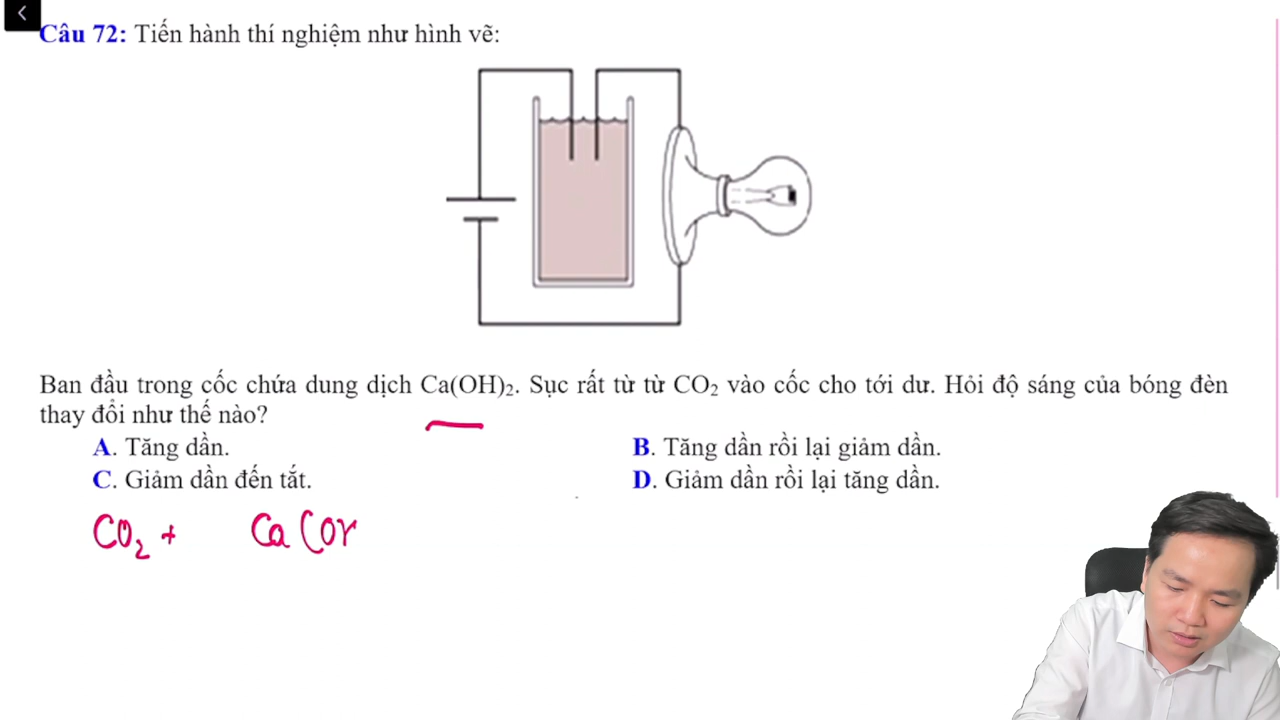 Câu 72: Tiến hành thí nghiệm như hình vẽ:
Ban đầu trong cốc chứa dung dịch Ca(OH)₂. Sục rất từ từ CO₂ vào cốc cho tới dư. Hỏi độ sáng của bóng đèn
thay đổi như thế nào?
A. Tăng dần. B. Tăng dần rồi lại giảm dần.
C. Giảm dần đến tắt. D. Giảm dần rồi lại tăng dần.
CO₂ + Ca(OH